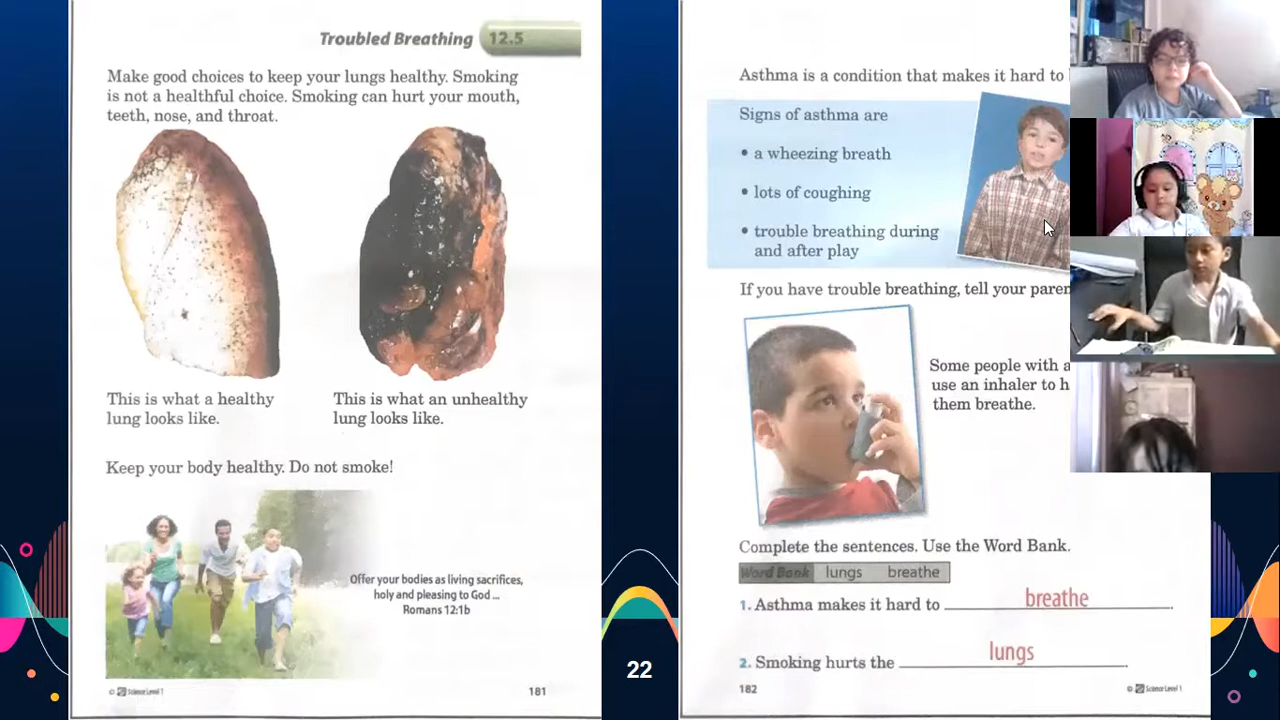 Troubled Breathing 12.5
Make good choices to keep your lungs healthy. Smoking
is not a healthful choice. Smoking can hurt your mouth,
teeth, nose, and throat.
This is what a healthy
lung looks like.
This is what an unhealthy
lung looks like.
Keep your body healthy. Do not smoke!
Offer your bodies as living sacrifices,
holy and pleasing to God ...
Romans 12:1b
© Science Level 1
181
22
Asthma is a condition that makes it hard to
Signs of asthma are
• a wheezing breath
• lots of coughing
• trouble breathing during
and after play
If you have trouble breathing, tell your
Some people with
use an inhaler to
them breathe.
Complete the sentences. Use the Word Bank.
Word Bank lungs breathe
1. Asthma makes it hard to breathe.
2. Smoking hurts the lungs.
182
© Science Level 1